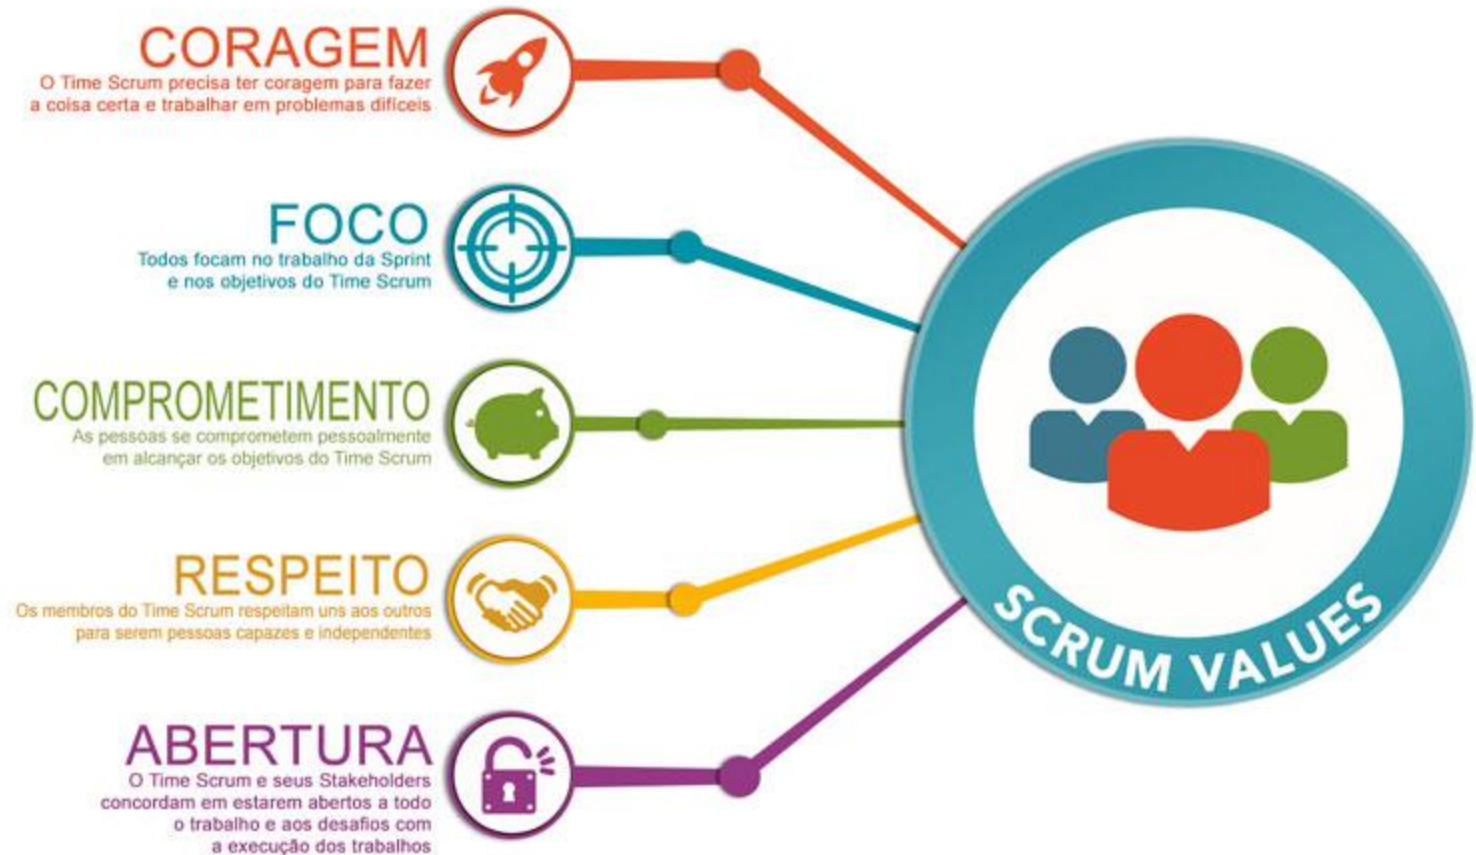 CORAGEM
O Time Scrum precisa ter coragem para fazer
a coisa certa e trabalhar em problemas difíceis
FOCO
Todos focam no trabalho da Sprint
e nos objetivos do Time Scrum
COMPROMETIMENTO
As pessoas se comprometem pessoalmente
em alcançar os objetivos do Time Scrum
RESPEITO
Os membros do Time Scrum respeitam uns aos outros
para serem pessoas capazes e independentes
ABERTURA
O Time Scrum e seus Stakeholders
concordam em estarem abertos a todo
o trabalho e aos desafios com
a execução dos trabalhos
SCRUM VALUES